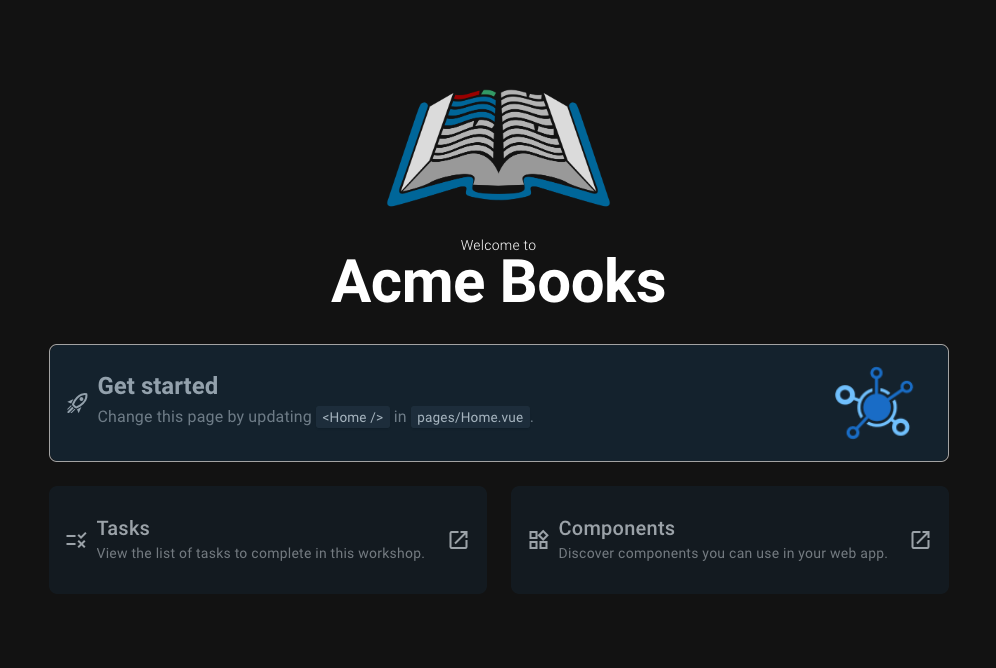 Welcome to
Acme Books
Get started
Change this page by updating <Home /> in pages/Home.vue.
Tasks
View the list of tasks to complete in this workshop.
Components
Discover components you can use in your web app.